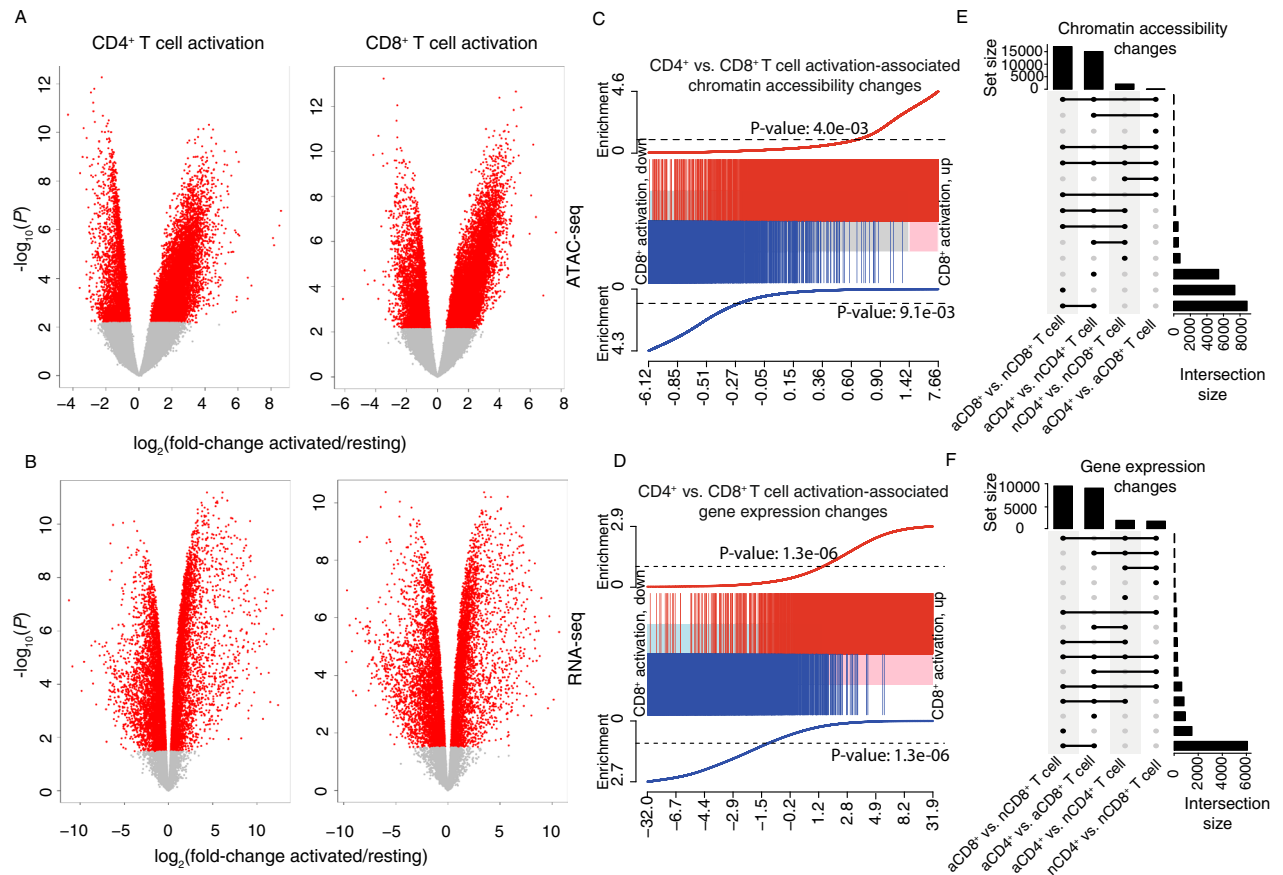 A
CD4⁺ T cell activation
CD8⁺ T cell activation
-log₁₀(P)
0
2
4
6
8
10
12
−4
−2
0
2
4
6
8
0
2
4
6
8
10
12
−6
−4
−2
0
2
4
6
8
log₂(fold-change activated/resting)
ATAC-seq
B
-log₁₀(P)
0
2
4
6
8
10
−10
−5
0
5
10
0
2
4
6
8
10
−10
−5
0
5
10
log₂(fold-change activated/resting)
RNA-seq
C
CD4⁺ vs. CD8⁺ T cell activation-associated
chromatin accessibility changes
Enrichment
0
4.6
P-value: 4.0e-03
CD8⁺ activation, down
CD8⁺ activation, up
Enrichment
4.3
0
P-value: 9.1e-03
−6.12
−0.85
−0.51
−0.27
−0.05
0.15
0.36
0.60
0.90
1.42
7.66
D
CD4⁺ vs. CD8⁺ T cell activation-associated
gene expression changes
Enrichment
0
2.9
P-value: 1.3e-06
CD8⁺ activation, down
CD8⁺ activation, up
Enrichment
2.7
0
P-value: 1.3e-06
−32.0
−6.7
−4.4
−2.9
−1.5
−0.2
1.2
2.8
4.9
8.2
31.9
E
Chromatin accessibility
changes
Set size
15000
10000
5000
0
aCD8⁺ vs. nCD8⁺ T cell
aCD4⁺ vs. nCD4⁺ T cell
nCD4⁺ vs. nCD8⁺ T cell
aCD4⁺ vs. aCD8⁺ T cell
0
2000
4000
6000
8000
Intersection
size
F
Gene expression
changes
Set size
10000
5000
0
aCD8⁺ vs. nCD8⁺ T cell
aCD4⁺ vs. aCD8⁺ T cell
aCD4⁺ vs. nCD4⁺ T cell
nCD4⁺ vs. nCD8⁺ T cell
0
2000
4000
6000
Intersection
size